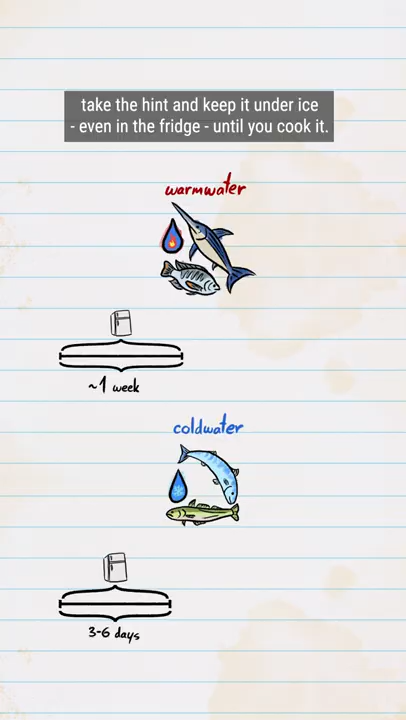 take the hint and keep it under ice
- even in the fridge - until you cook it.
warmwater
~1 week
coldwater
3-6 days